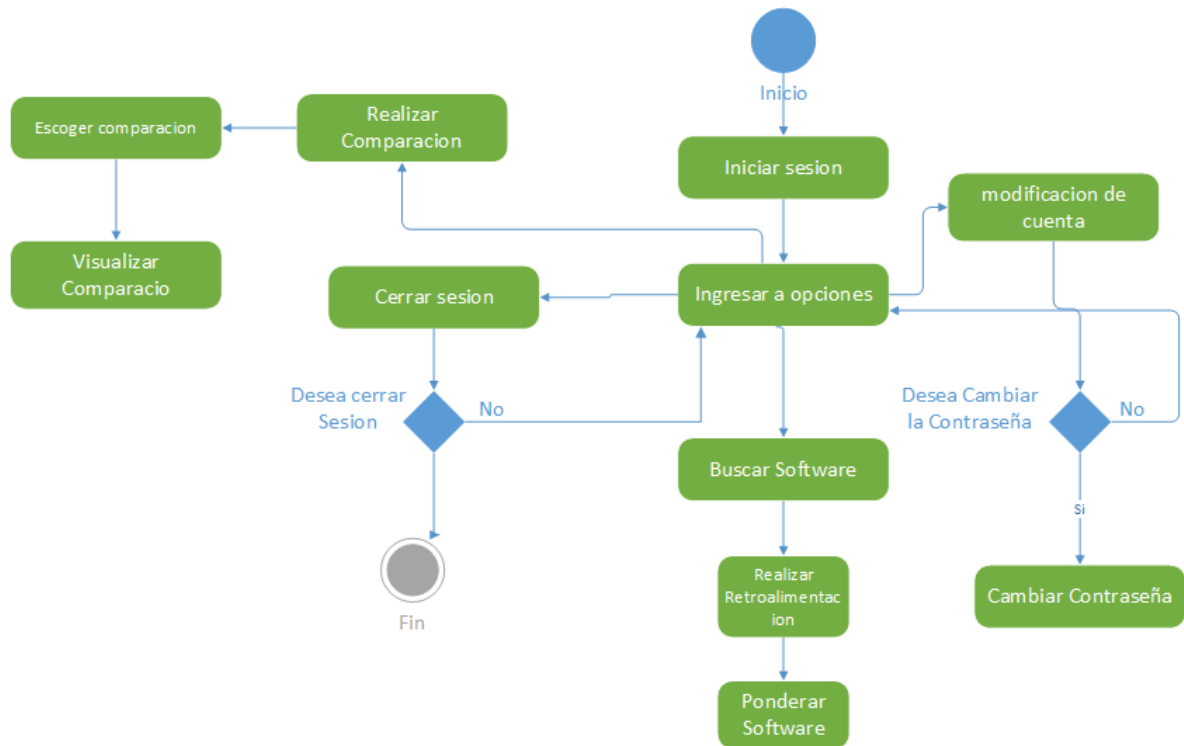 Inicio
Realizar
Comparacion
Escoger comparacion
Iniciar sesion
modificacion de
cuenta
Visualizar
Comparacio
Cerrar sesion
Ingresar a opciones
Desea cerrar
Sesion
No
Desea Cambiar
la Contraseña
No
Buscar Software
Si
Realizar
Retroalimentac
ion
Cambiar Contraseña
Fin
Ponderar
Software